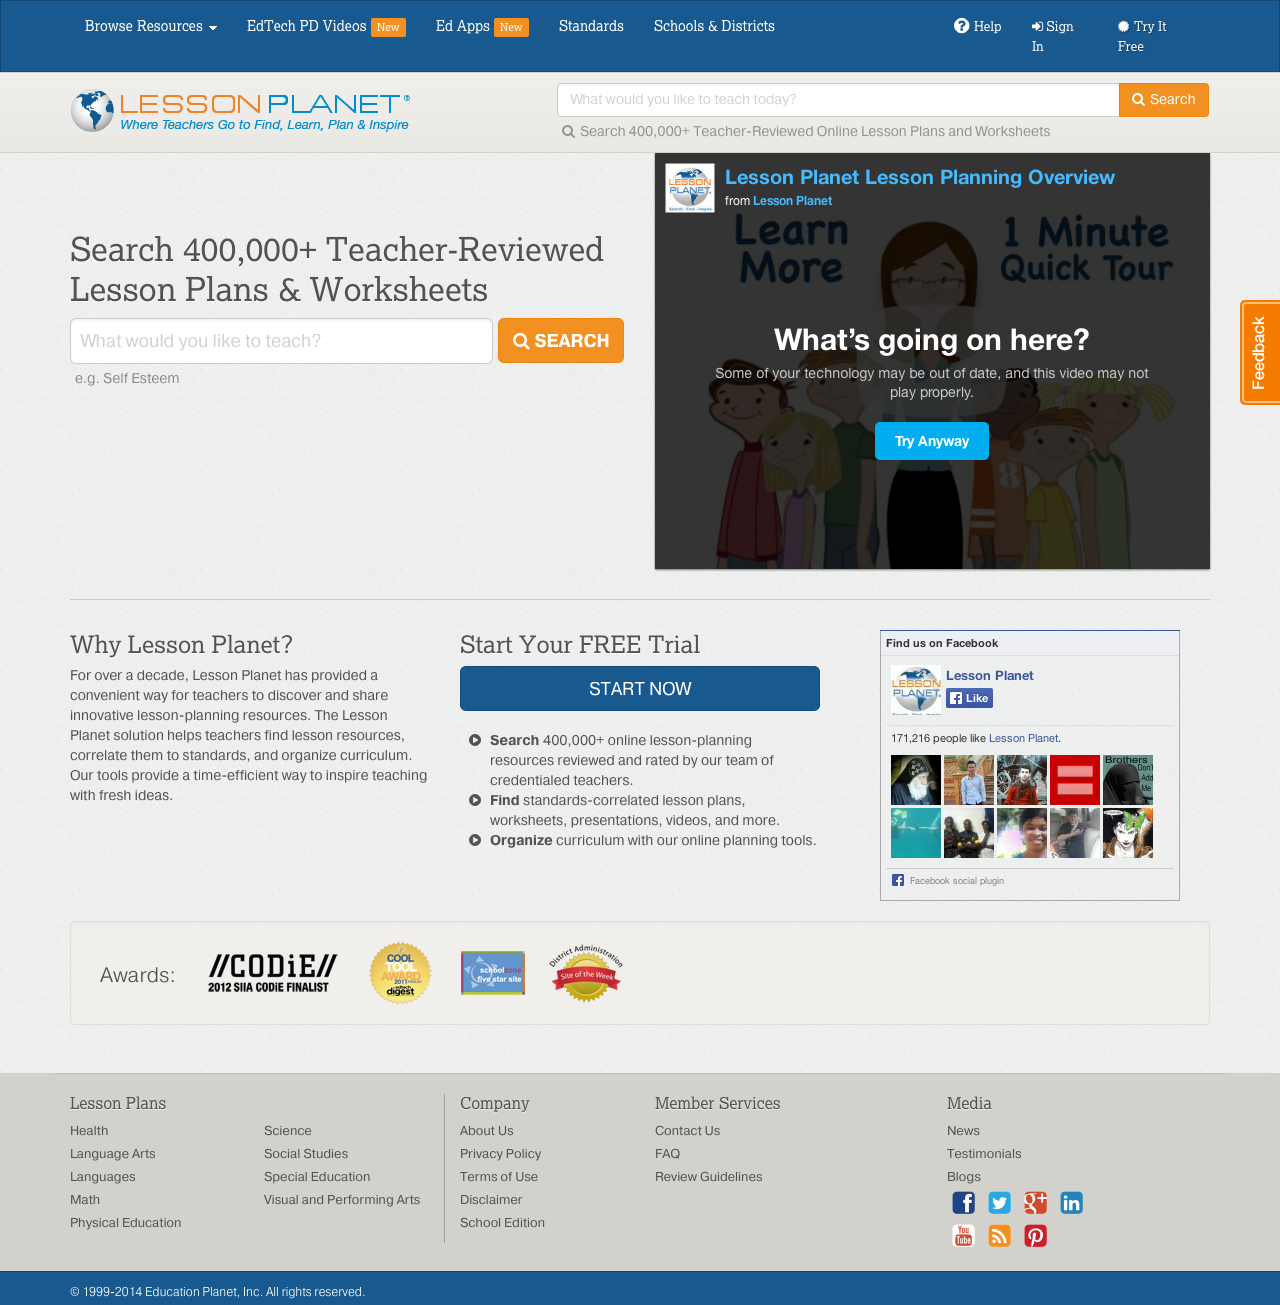 Browse Resources
EdTech PD Videos New
Ed Apps New
Standards
Schools & Districts
Help
Sign In
Try It Free
LESSON PLANET®
Where Teachers Go to Find, Learn, Plan & Inspire
What would you like to teach today?
Search
Search 400,000+ Teacher-Reviewed Online Lesson Plans and Worksheets
Search 400,000+ Teacher-Reviewed
Lesson Plans & Worksheets
What would you like to teach?
SEARCH
e.g. Self Esteem
LESSON PLANET
Lesson Planet Lesson Planning Overview
from Lesson Planet
Learn More
1 Minute Quick Tour
What's going on here?
Some of your technology may be out of date, and this video may not
play properly.
Try Anyway
Feedback
Why Lesson Planet?
For over a decade, Lesson Planet has provided a
convenient way for teachers to discover and share
innovative lesson-planning resources. The Lesson
Planet solution helps teachers find lesson resources,
correlate them to standards, and organize curriculum.
Our tools provide a time-efficient way to inspire teaching
with fresh ideas.
Start Your FREE Trial
START NOW
Search 400,000+ online lesson-planning
resources reviewed and rated by our team of
credentialed teachers.
Find standards-correlated lesson plans,
worksheets, presentations, videos, and more.
Organize curriculum with our online planning tools.
Find us on Facebook
LESSON PLANET
Lesson Planet
Like
171,216 people like Lesson Planet.
Brothers
Don't
Add
Me
Facebook social plugin
Awards:
//CODiE//
2012 SIIA CODiE FINALIST
COOL
TOOL
AWARD
2011
edtech
digest
schoolzone
five star site
District Administration
Site of the Week
Lesson Plans
Health
Language Arts
Languages
Math
Physical Education
Science
Social Studies
Special Education
Visual and Performing Arts
Company
About Us
Privacy Policy
Terms of Use
Disclaimer
School Edition
Member Services
Contact Us
FAQ
Review Guidelines
Media
News
Testimonials
Blogs
You
Tube
© 1999-2014 Education Planet, Inc. All rights reserved.